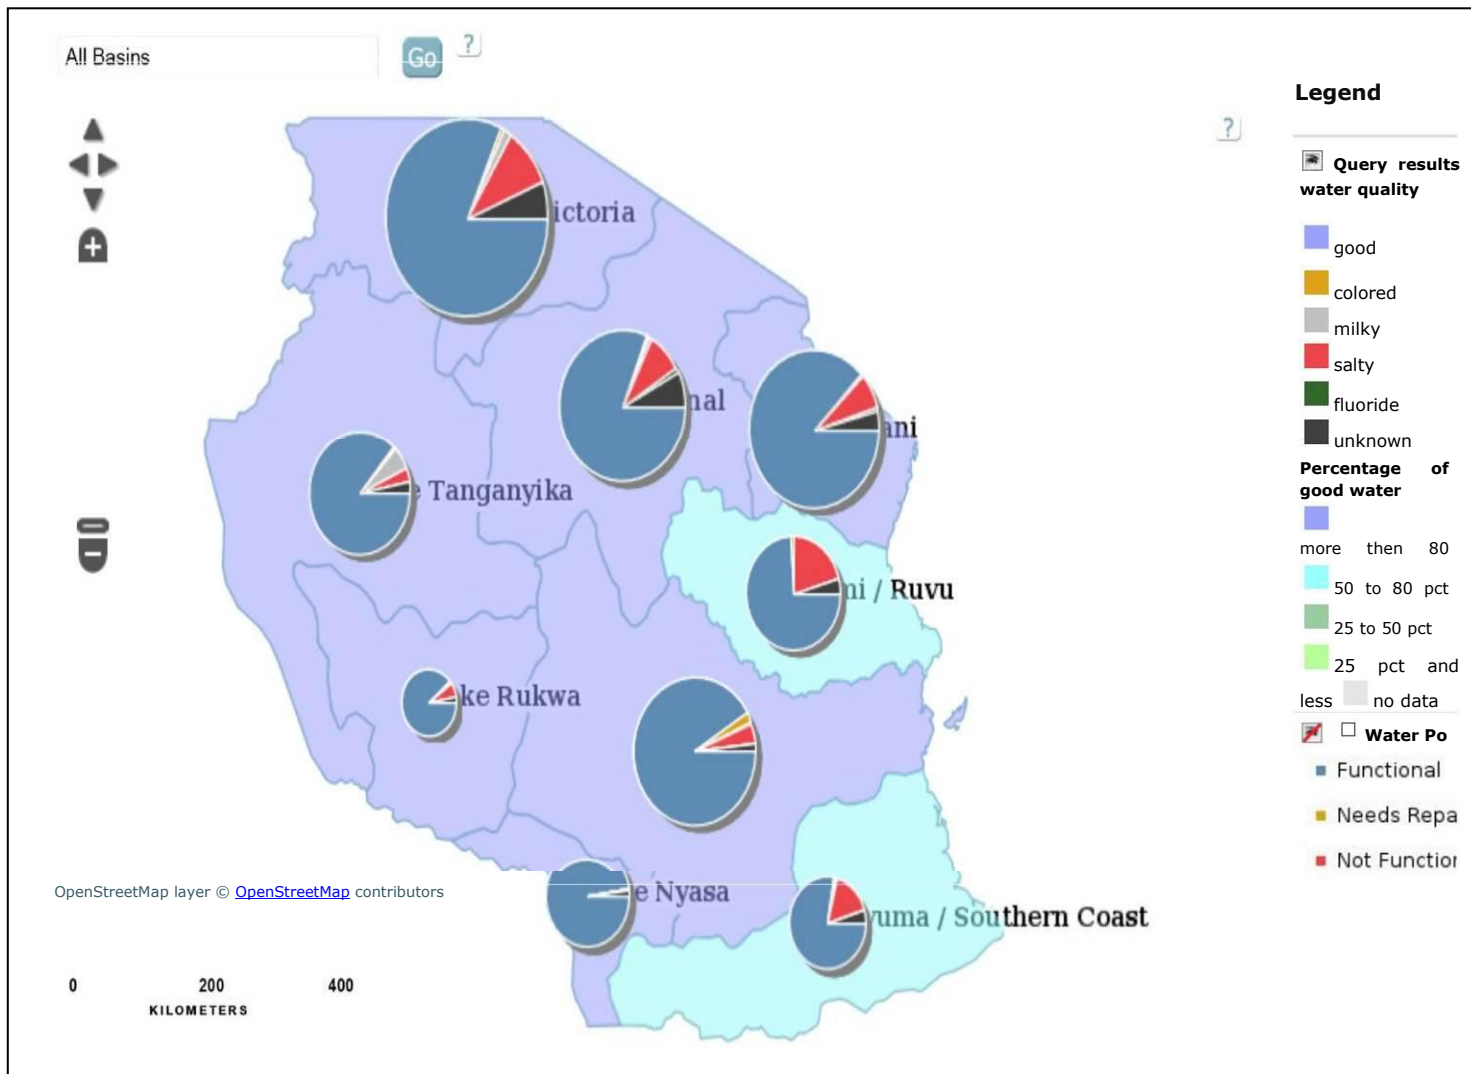 All Basins
Go
?
?
Legend
Query results
water quality
good
colored
milky
salty
fluoride
unknown
Percentage of
good water
more then 80
50 to 80 pct
25 to 50 pct
25 pct and
less no data
Water Po
Functional
Needs Repa
Not Function
ictoria
nal
ani
e Tanganyika
ni / Ruvu
ke Rukwa
e Nyasa
uma / Southern Coast
OpenStreetMap layer © OpenStreetMap contributors
0 200 400
KILOMETERS